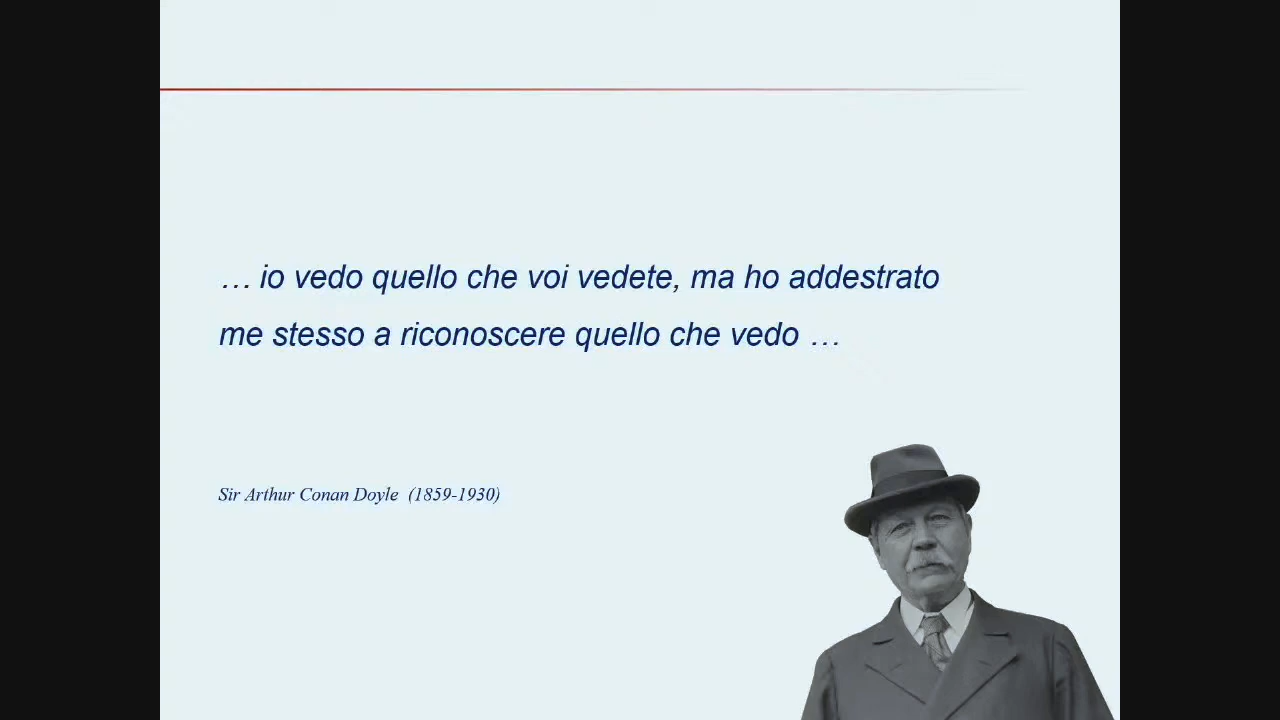 … io vedo quello che voi vedete, ma ho addestrato
me stesso a riconoscere quello che vedo …
Sir Arthur Conan Doyle (1859-1930)